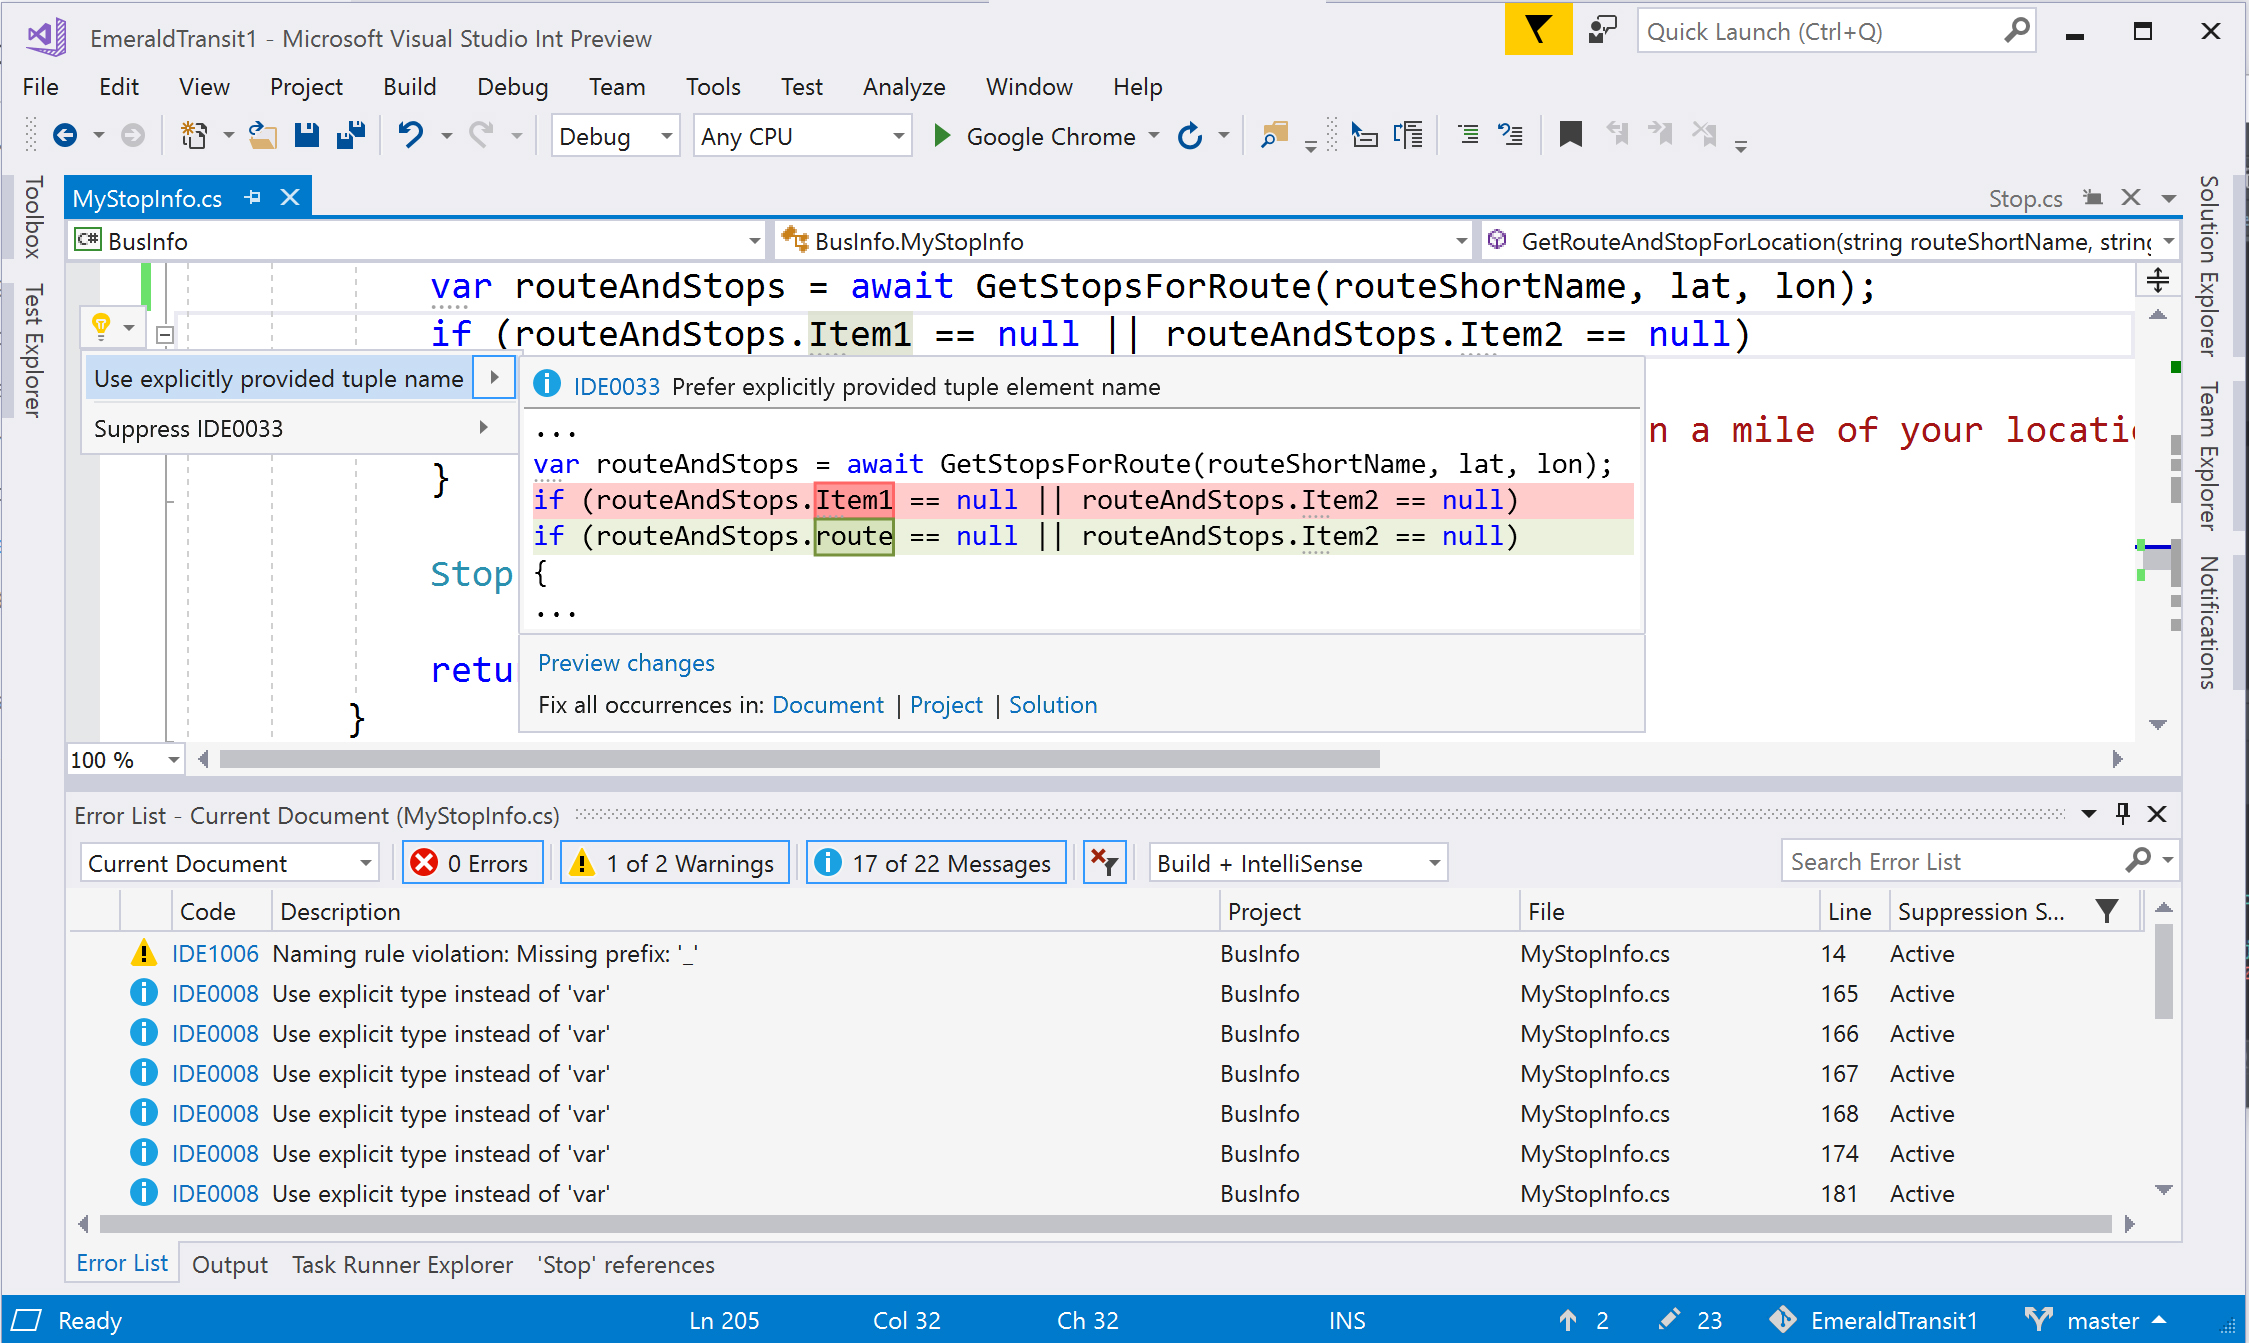 EmeraldTransit1 - Microsoft Visual Studio Int Preview
Quick Launch (Ctrl+Q)
File Edit View Project Build Debug Team Tools Test Analyze Window Help
Debug Any CPU Google Chrome
Toolbox
Test Explorer
MyStopInfo.cs
Stop.cs
C# BusInfo BusInfo.MyStopInfo GetRouteAndStopForLocation(string routeShortName, string
var routeAndStops = await GetStopsForRoute(routeShortName, lat, lon);
if (routeAndStops.Item1 == null || routeAndStops.Item2 == null)
Use explicitly provided tuple name
Suppress IDE0033
IDE0033 Prefer explicitly provided tuple element name
...
var routeAndStops = await GetStopsForRoute(routeShortName, lat, lon);
if (routeAndStops.Item1 == null || routeAndStops.Item2 == null)
if (routeAndStops.route == null || routeAndStops.Item2 == null)
{
...
Preview changes
Fix all occurrences in: Document | Project | Solution
n a mile of your locatio
}
Stop
retu
}
Solution Explorer
Team Explorer
Notifications
100 %
Error List - Current Document (MyStopInfo.cs)
Current Document 0 Errors 1 of 2 Warnings 17 of 22 Messages Build + IntelliSense Search Error List
Code Description Project File Line Suppression S...
IDE1006 Naming rule violation: Missing prefix: '_' BusInfo MyStopInfo.cs 14 Active
IDE0008 Use explicit type instead of 'var' BusInfo MyStopInfo.cs 165 Active
IDE0008 Use explicit type instead of 'var' BusInfo MyStopInfo.cs 166 Active
IDE0008 Use explicit type instead of 'var' BusInfo MyStopInfo.cs 167 Active
IDE0008 Use explicit type instead of 'var' BusInfo MyStopInfo.cs 168 Active
IDE0008 Use explicit type instead of 'var' BusInfo MyStopInfo.cs 174 Active
IDE0008 Use explicit type instead of 'var' BusInfo MyStopInfo.cs 181 Active
Error List Output Task Runner Explorer 'Stop' references
Ready Ln 205 Col 32 Ch 32 INS 2 23 EmeraldTransit1 master